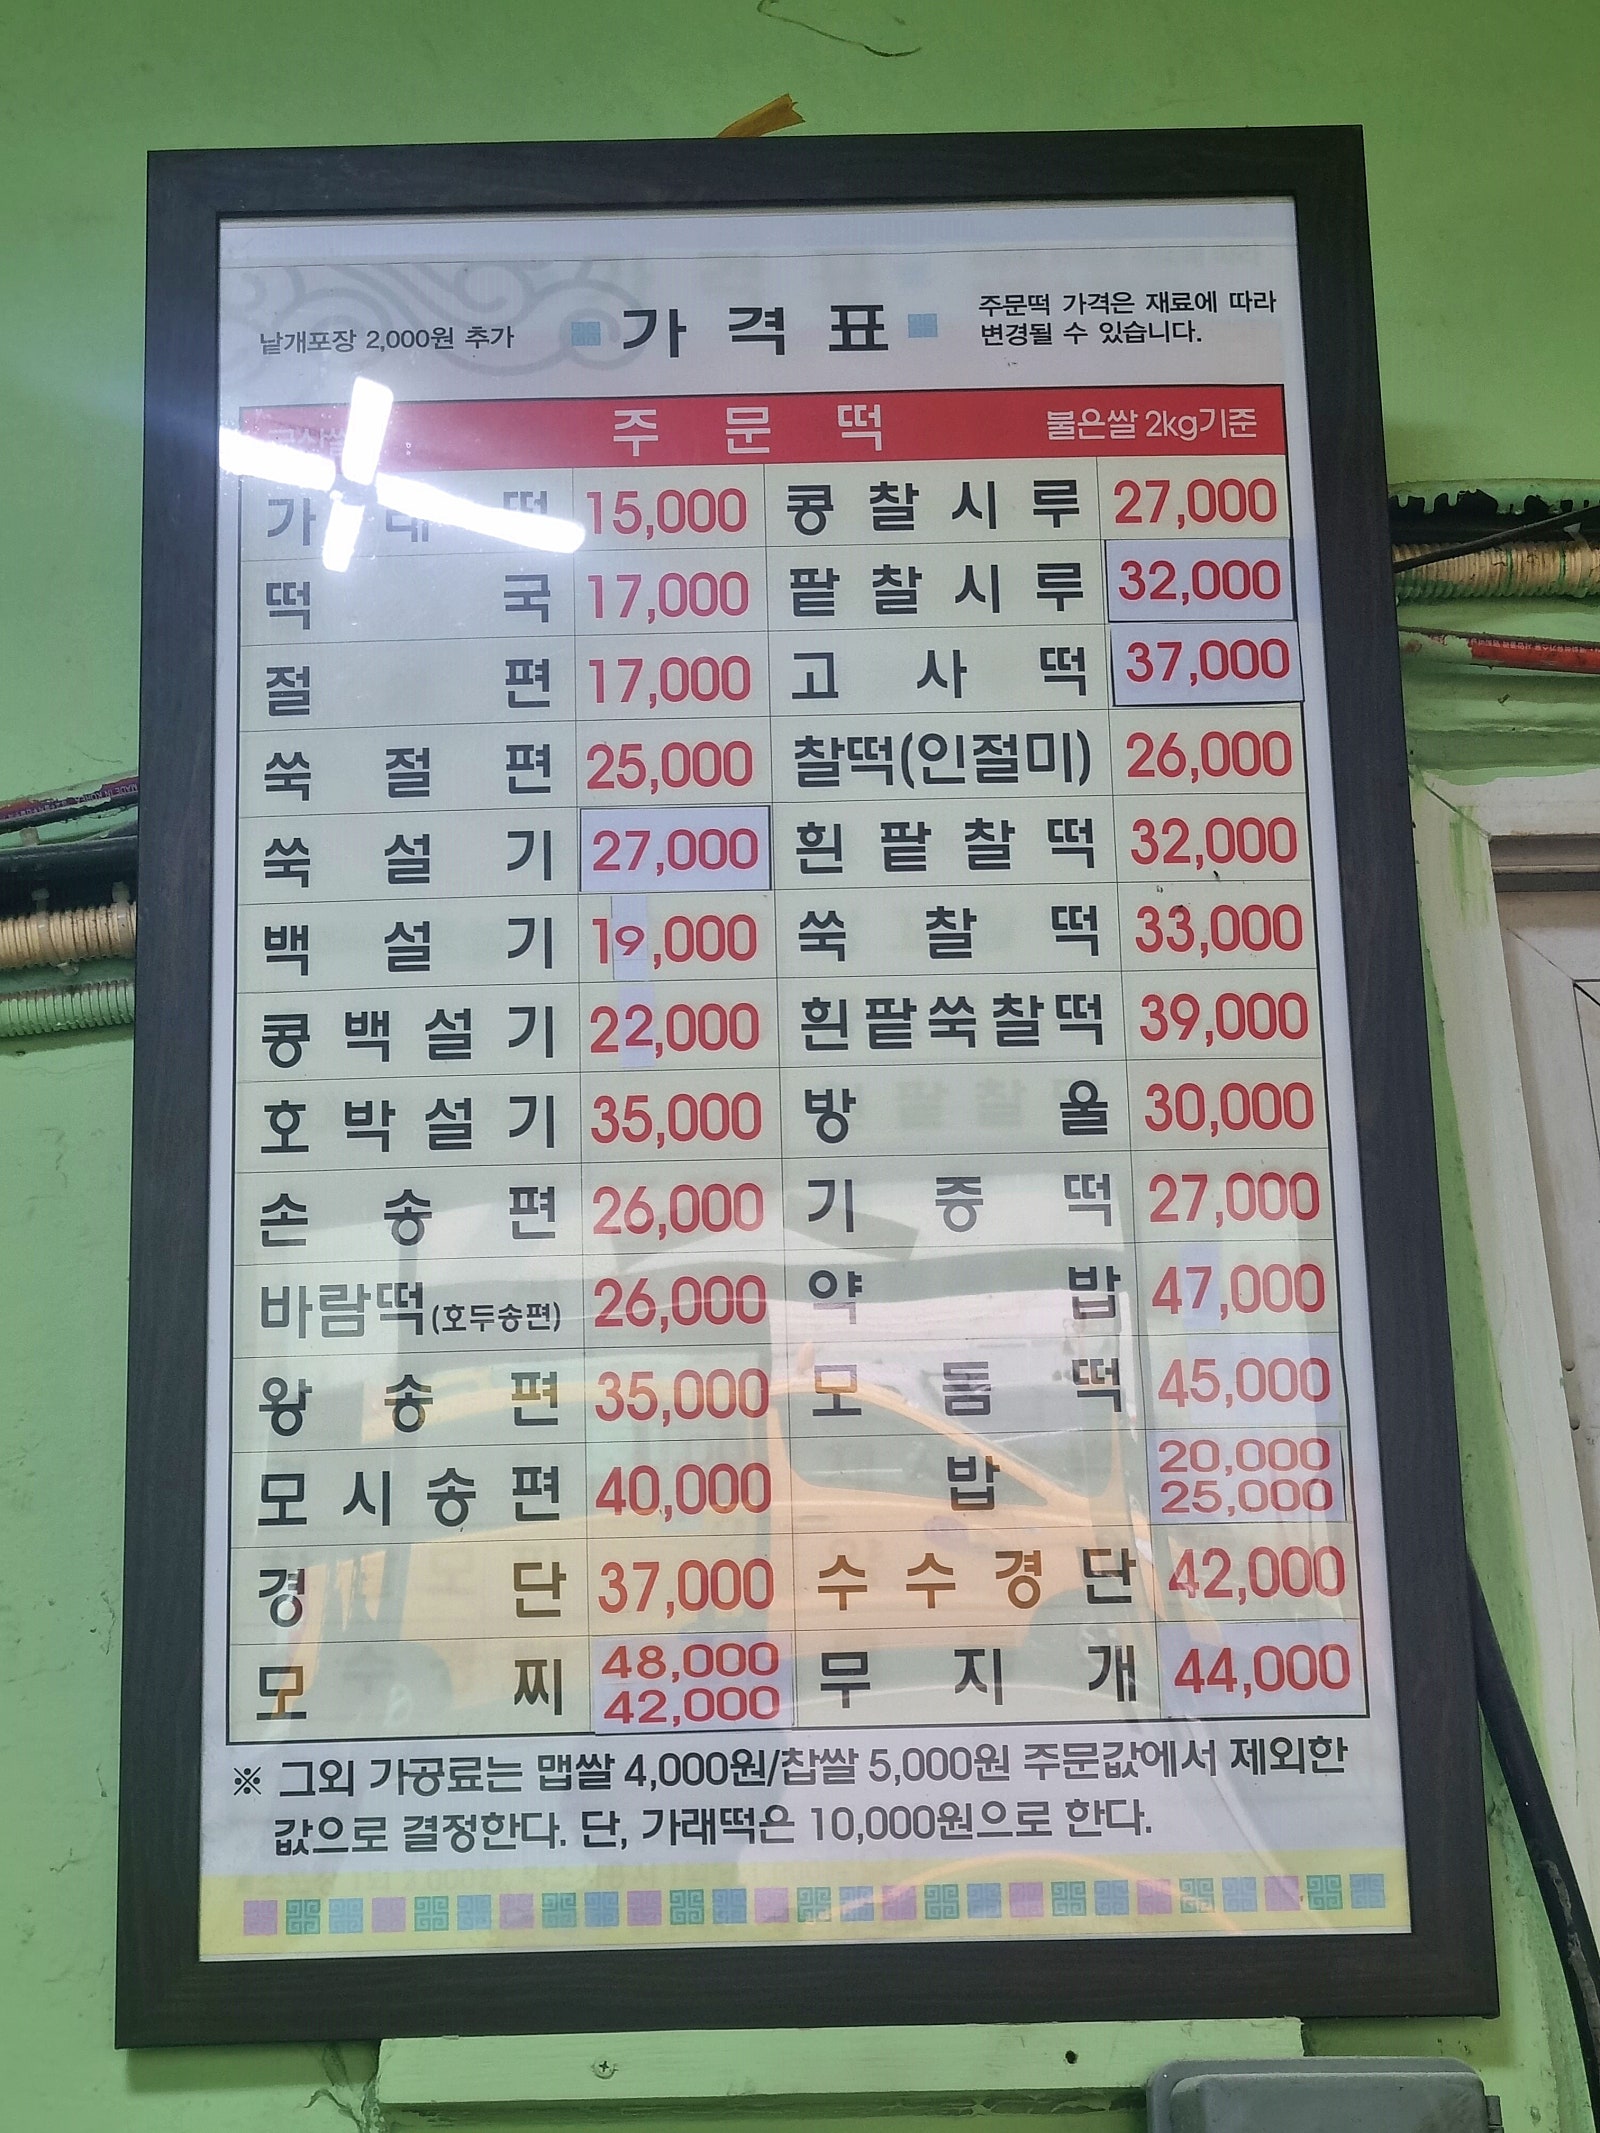 낱개포장 2,000원 추가
가격표
주문떡 가격은 재료에 따라
변경될 수 있습니다.
주문떡 불은쌀 2kg기준
가래떡 15,000 콩찰시루 27,000
떡국 17,000 팥찰시루 32,000
절편 17,000 고사떡 37,000
쑥절편 25,000 찰떡(인절미) 26,000
쑥설기 27,000 흰팥찰떡 32,000
백설기 19,000 쑥찰떡 33,000
콩백설기 22,000 흰팥쑥찰떡 39,000
호박설기 35,000 방울 30,000
손송편 26,000 기증떡 27,000
바람떡(호두송편) 26,000 약밥 47,000
왕송편 35,000 모듬떡 45,000
모시송편 40,000 밥 20,000
25,000
경단 37,000 수수경단 42,000
모찌 48,000
42,000 무지개 44,000
※ 그외 가공료는 맵쌀 4,000원/찹쌀 5,000원 주문값에서 제외한
값으로 결정한다. 단, 가래떡은 10,000원으로 한다.